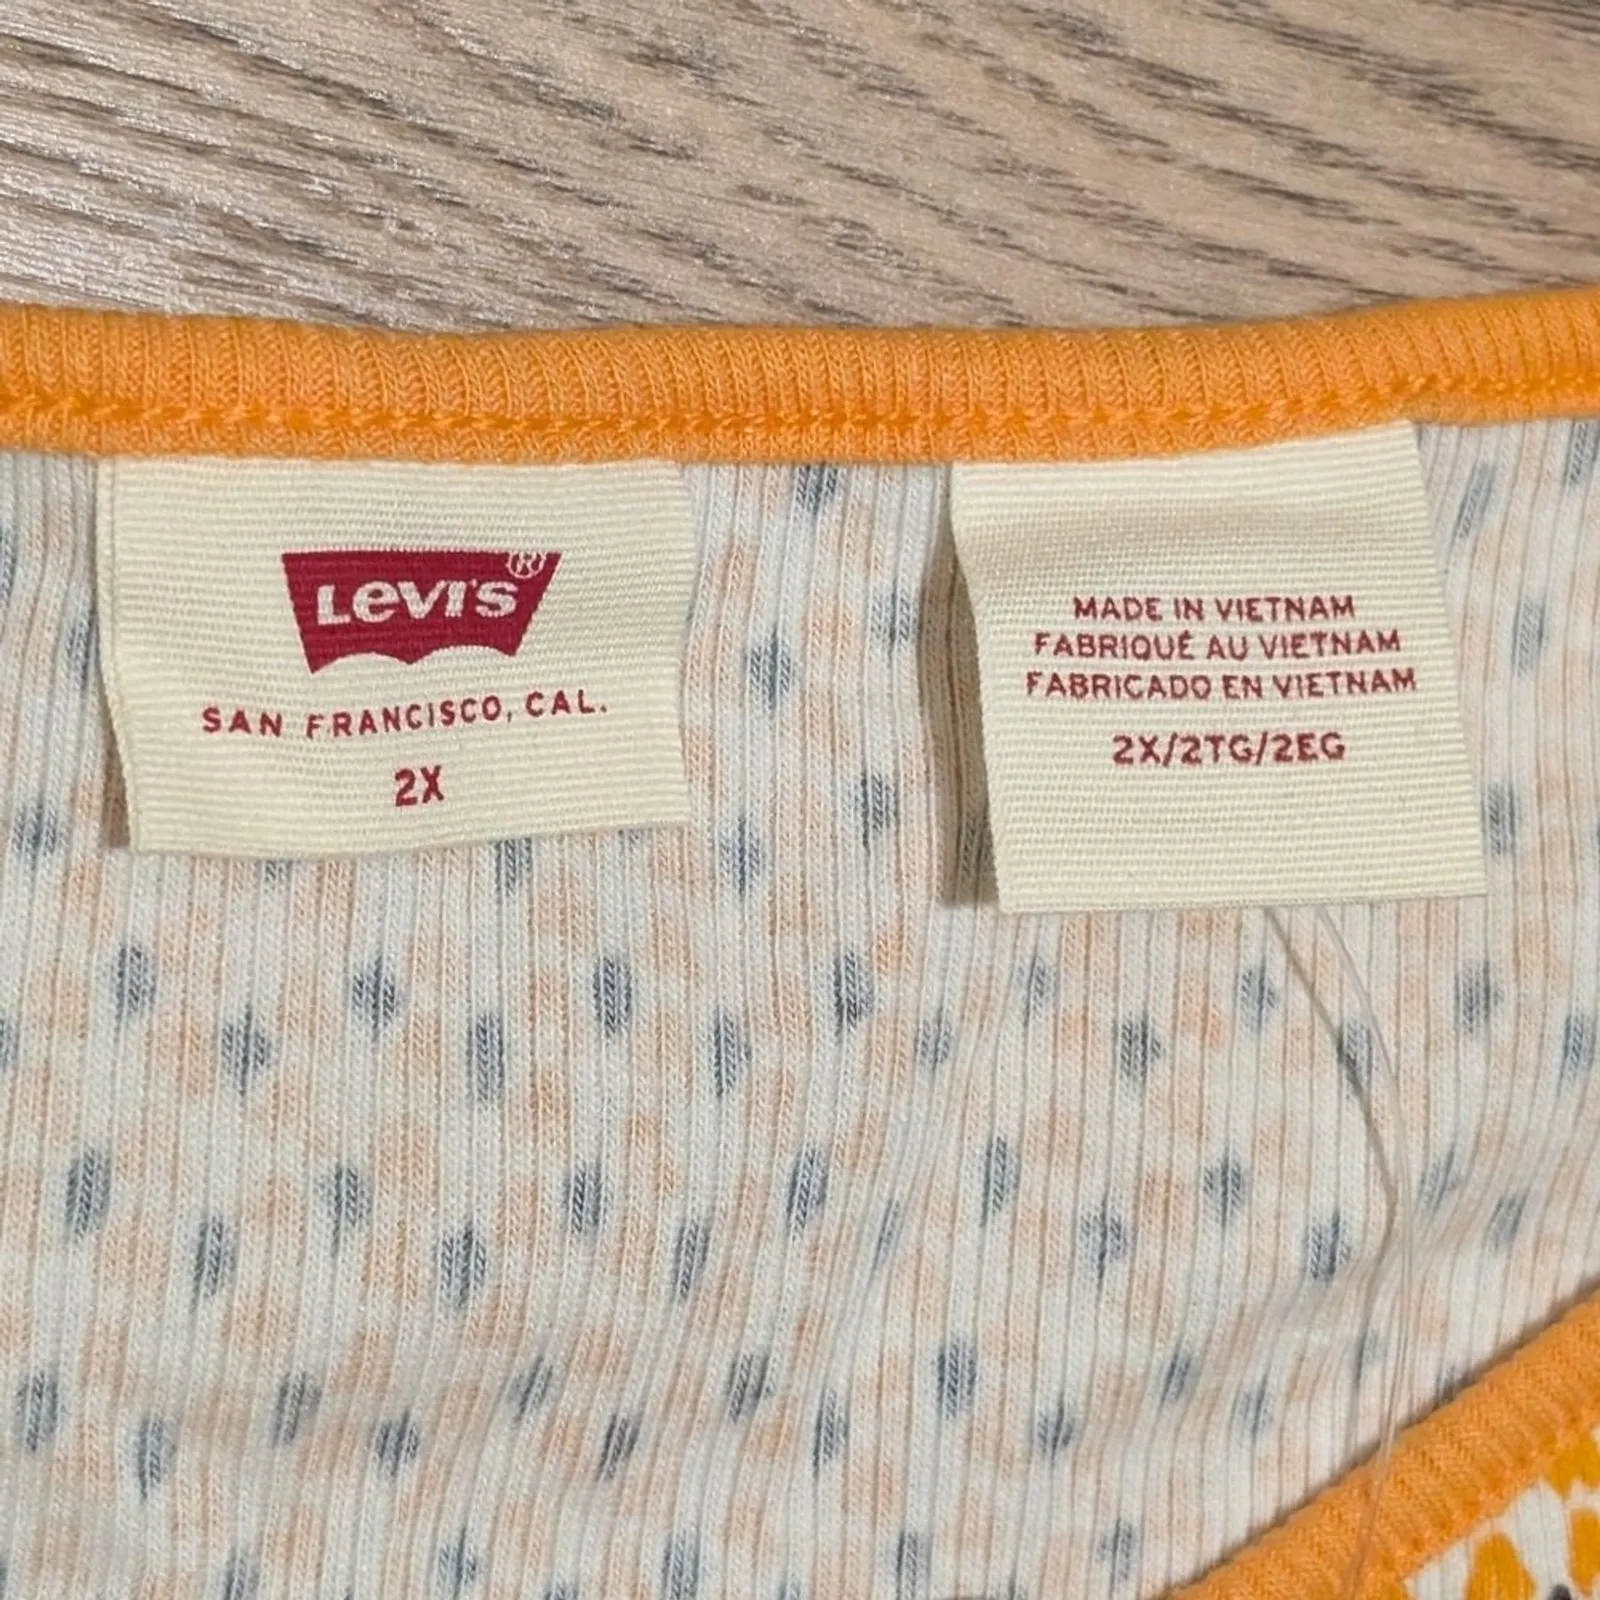 LEVI'S®
SAN FRANCISCO, CAL.
2X
MADE IN VIETNAM
FABRIQUÉ AU VIETNAM
FABRICADO EN VIETNAM
2X/2TG/2EG